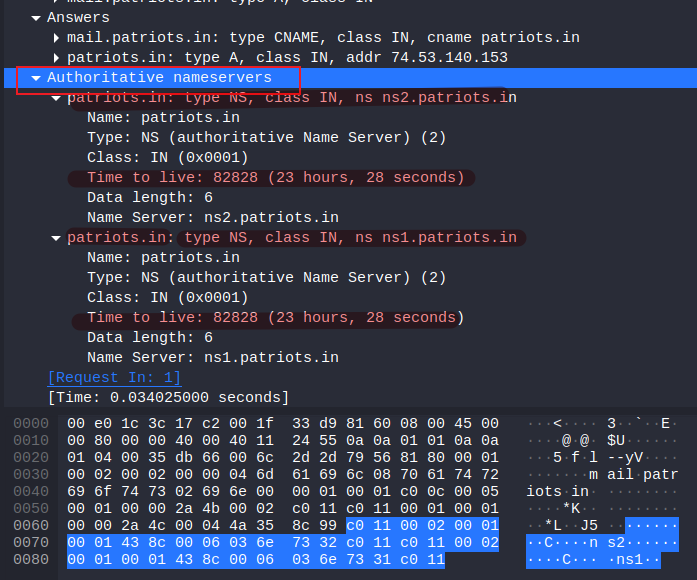 mail.patriots.in: type A, class IN
Answers
mail.patriots.in: type CNAME, class IN, cname patriots.in
patriots.in: type A, class IN, addr 74.53.140.153
Authoritative nameservers
patriots.in: type NS, class IN, ns ns2.patriots.in
Name: patriots.in
Type: NS (authoritative Name Server) (2)
Class: IN (0x0001)
Time to live: 82828 (23 hours, 28 seconds)
Data length: 6
Name Server: ns2.patriots.in
patriots.in: type NS, class IN, ns ns1.patriots.in
Name: patriots.in
Type: NS (authoritative Name Server) (2)
Class: IN (0x0001)
Time to live: 82828 (23 hours, 28 seconds)
Data length: 6
Name Server: ns1.patriots.in
[Request In: 1]
[Time: 0.034025000 seconds]
0000 00 e0 1c 3c 17 c2 00 1f 33 d9 81 60 08 00 45 00 ···<···· 3··`··E·
0010 00 80 00 00 40 00 40 11 24 55 0a 0a 01 01 0a 0a ····@·@· $U······
0020 01 04 00 35 db 66 00 6c 2d 2d 79 56 81 80 00 01 ···5·f·l --yV····
0030 00 02 00 02 00 00 04 6d 61 69 6c 08 70 61 74 72 ·······m ail·patr
0040 69 6f 74 73 02 69 6e 00 00 01 00 01 c0 0c 00 05 iots·in· ········
0050 00 01 00 00 2a 4b 00 02 c0 11 c0 11 00 01 00 01 ····*K·· ········
0060 00 00 2a 4c 00 04 4a 35 8c 99 c0 11 00 02 00 01 ··*L··J5 ········
0070 00 01 43 8c 00 06 03 6e 73 32 c0 11 c0 11 00 02 ··C····n s2······
0080 00 01 00 01 43 8c 00 06 03 6e 73 31 c0 11 ····C··· ·ns1··